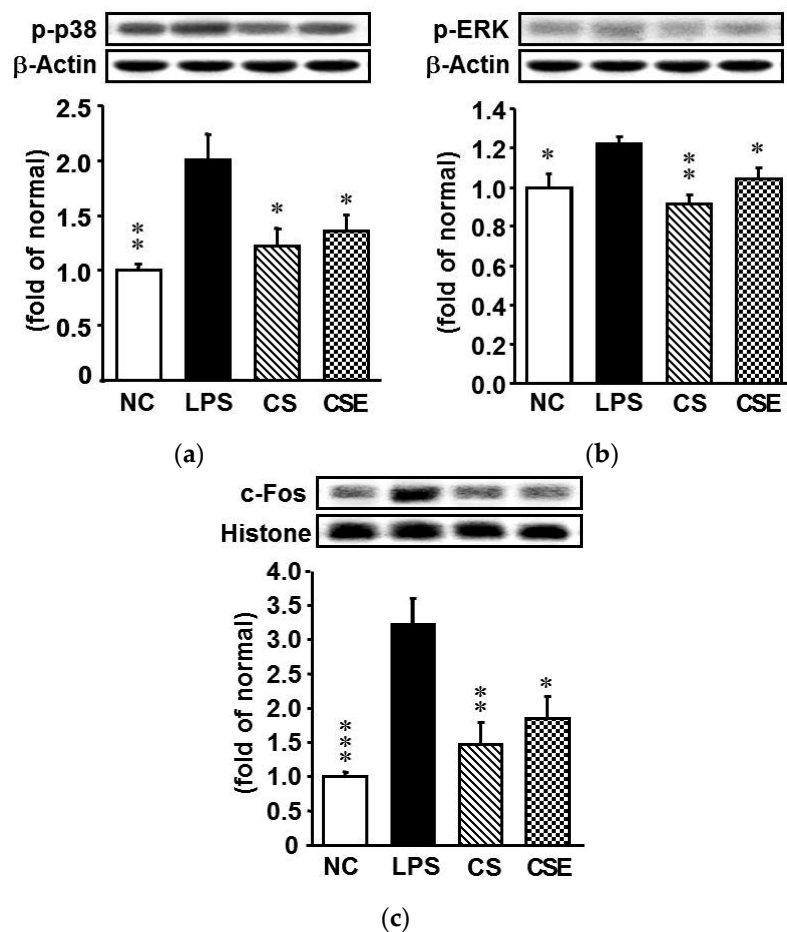 p-p38
β-Actin
(fold of normal)
2.5
2.0
1.5
1.0
0.5
0
**
*
*
NC LPS CS CSE
(a)
p-ERK
β-Actin
(fold of normal)
1.4
1.2
1.0
0.8
0.6
0.4
0.2
0.0
*
**
*
NC LPS CS CSE
(b)
c-Fos
Histone
(fold of normal)
4.0
3.0
3.5
2.5
2.0
1.5
1.0
0.5
0
***
**
*
NC LPS CS CSE
(c)